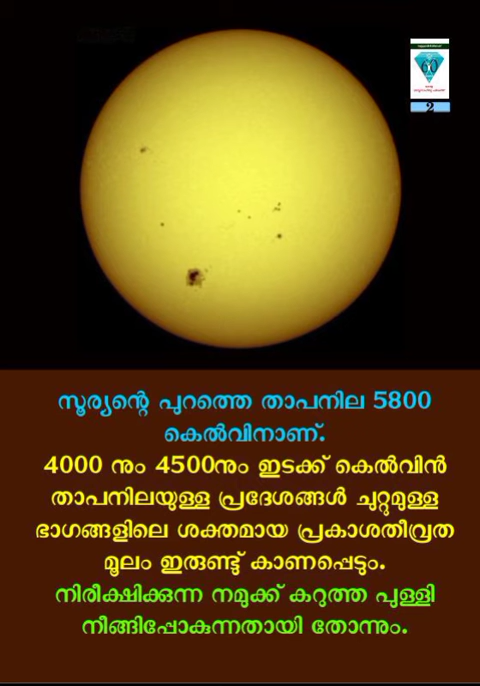 60
2
സൂര്യന്റെ പുറത്തെ താപനില 5800
കെൽവിനാണ്.
4000 നും 4500നും ഇടക്ക് കെൽവിൻ
താപനിലയുള്ള പ്രദേശങ്ങൾ ചുറ്റുമുള്ള
ഭാഗങ്ങളിലെ ശക്തമായ പ്രകാശതീവ്രത
മൂലം ഇരുണ്ടു് കാണപ്പെടും.
നിരീക്ഷിക്കുന്ന നമുക്ക് കറുത്ത പുള്ളി
നീങ്ങിപ്പോകുന്നതായി തോന്നും.